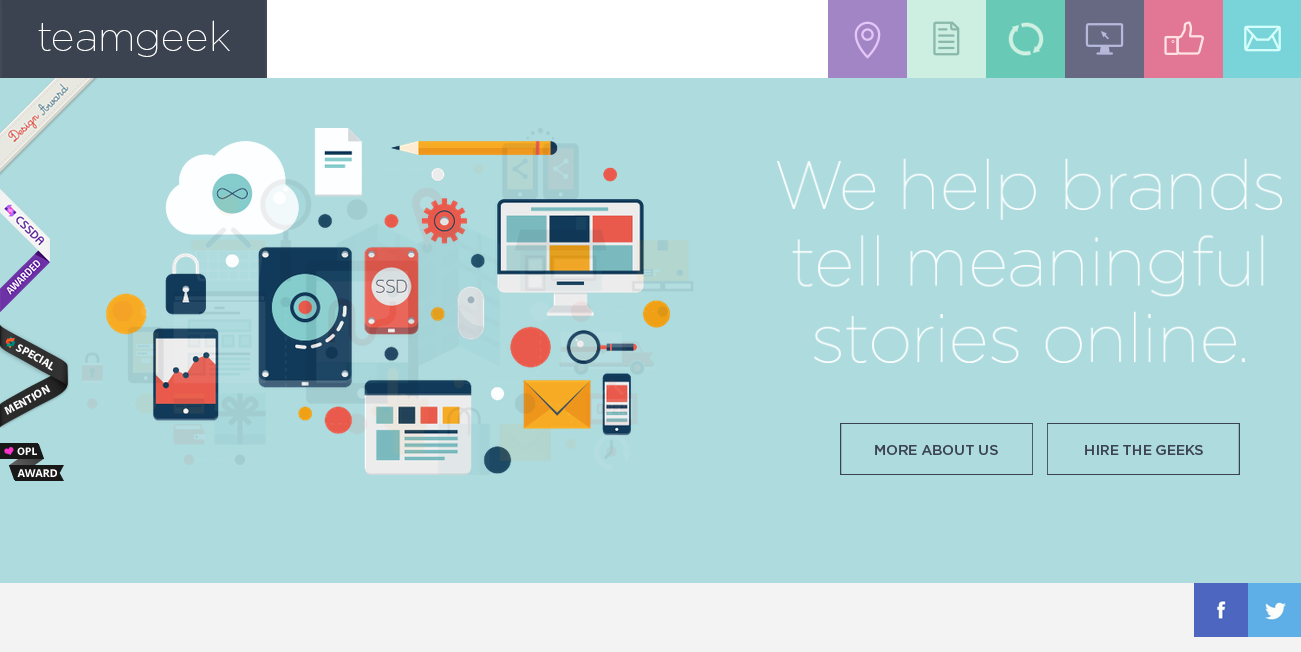 teamgeek
Design Award
CSSDA
AWARDED
SPECIAL
MENTION
OPL
AWARD
SSD
We help brands
tell meaningful
stories online.
MORE ABOUT US
HIRE THE GEEKS